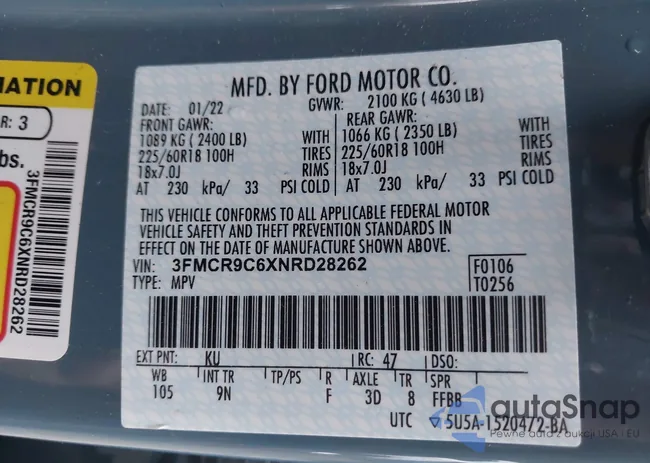 MATION
R: 3
bs.
3FMCR9C6XNRD28262
MFD. BY FORD MOTOR CO.
DATE: 01/22 GVWR: 2100 KG ( 4630 LB)
FRONT GAWR: REAR GAWR:
1089 KG ( 2400 LB) WITH 1066 KG ( 2350 LB) WITH
225/60R18 100H TIRES 225/60R18 100H TIRES
18x7.0J RIMS 18x7.0J RIMS
AT 230 kPa/ 33 PSI COLD AT 230 kPa/ 33 PSI COLD
THIS VEHICLE CONFORMS TO ALL APPLICABLE FEDERAL MOTOR
VEHICLE SAFETY AND THEFT PREVENTION STANDARDS IN
EFFECT ON THE DATE OF MANUFACTURE SHOWN ABOVE.
VIN: 3FMCR9C6XNRD28262 F0106
TYPE: MPV T0256
EXT PNT: KU RC: 47 DSO:
WB INT TR TP/PS R AXLE TR SPR
105 9N F 3D 8 FFBB
UTC 5U5A-1520472-BA
autoSnap
Pewne auta z aukcji USA - EU